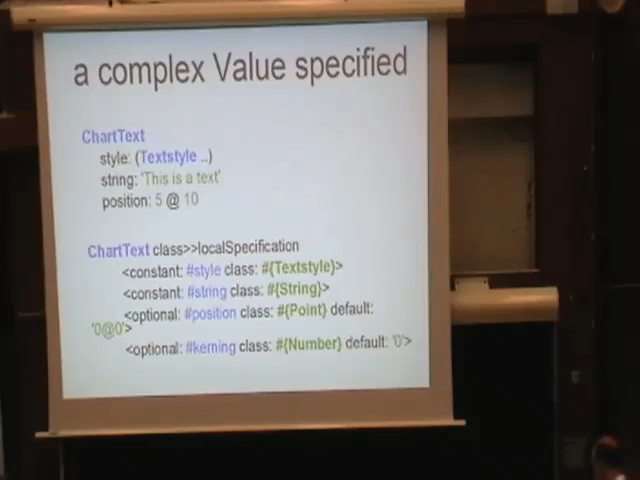 a complex Value specified
ChartText
style: (Textstyle ..)
string: 'This is a text'
position: 5 @ 10
ChartText class>>localSpecification
<constant: #style class: #{Textstyle}>
<constant: #string class: #{String}>
<optional: #position class: #{Point} default:
'0@0'>
<optional: #kerning class: #{Number} default: '0'>